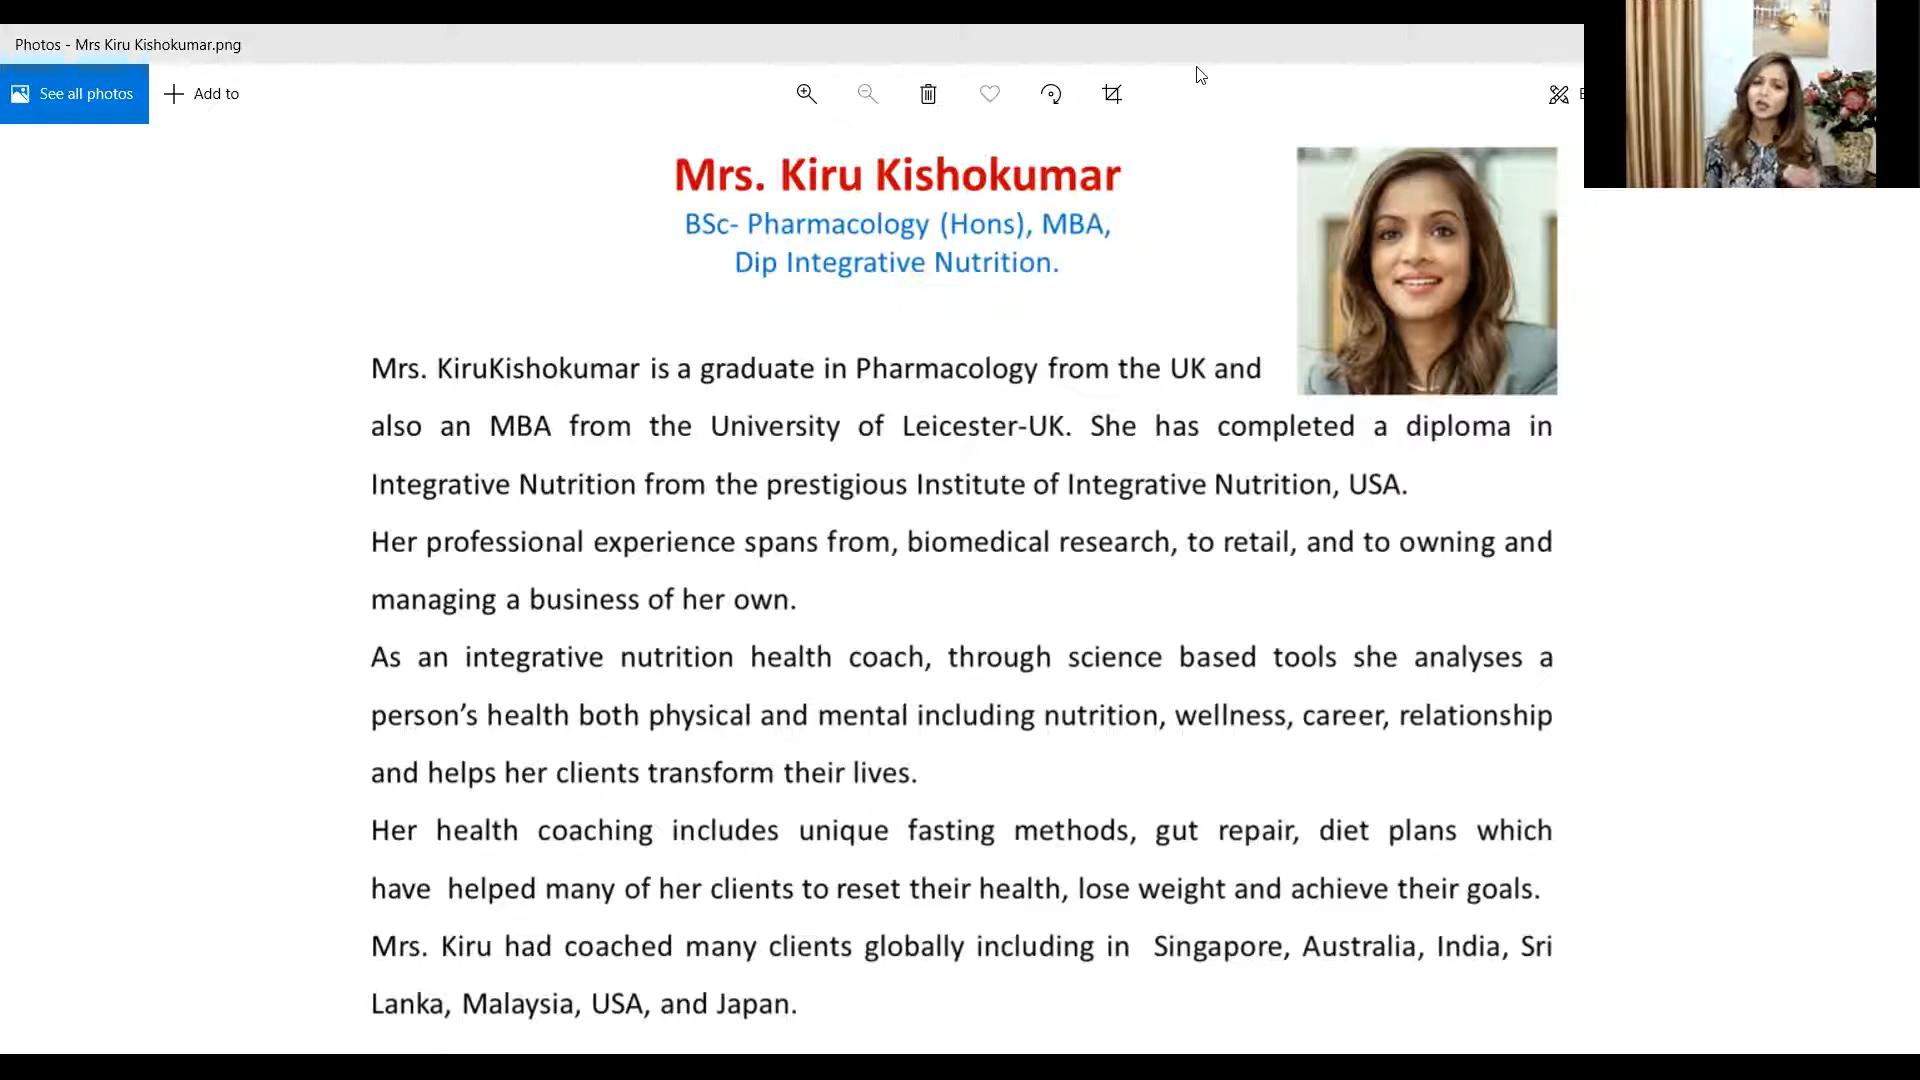 Photos - Mrs Kiru Kishokumar.png
See all photos
Add to
Mrs. Kiru Kishokumar
BSc- Pharmacology (Hons), MBA,
Dip Integrative Nutrition.
Mrs. KiruKishokumar is a graduate in Pharmacology from the UK and
also an MBA from the University of Leicester-UK. She has completed a diploma in
Integrative Nutrition from the prestigious Institute of Integrative Nutrition, USA.
Her professional experience spans from, biomedical research, to retail, and to owning and
managing a business of her own.
As an integrative nutrition health coach, through science based tools she analyses a
person’s health both physical and mental including nutrition, wellness, career, relationship
and helps her clients transform their lives.
Her health coaching includes unique fasting methods, gut repair, diet plans which
have helped many of her clients to reset their health, lose weight and achieve their goals.
Mrs. Kiru had coached many clients globally including in Singapore, Australia, India, Sri
Lanka, Malaysia, USA, and Japan.